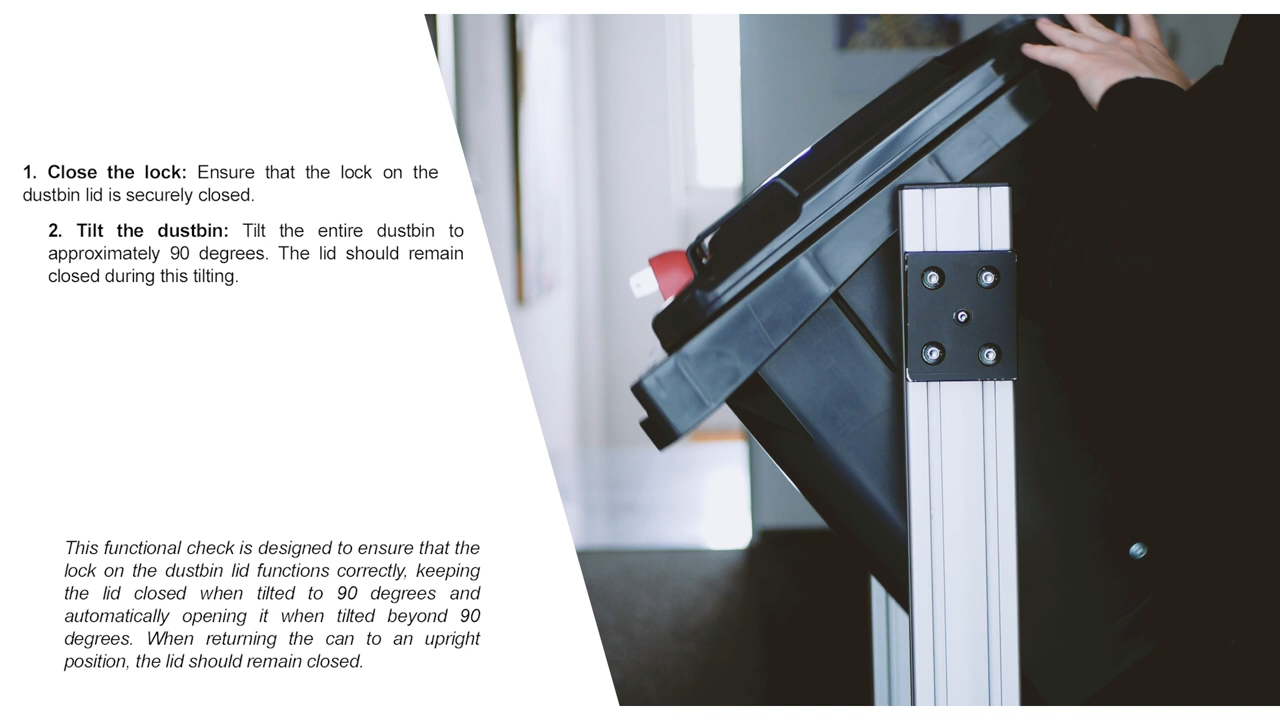 1. Close the lock: Ensure that the lock on the
dustbin lid is securely closed.
2. Tilt the dustbin: Tilt the entire dustbin to
approximately 90 degrees. The lid should remain
closed during this tilting.
This functional check is designed to ensure that the
lock on the dustbin lid functions correctly, keeping
the lid closed when tilted to 90 degrees and
automatically opening it when tilted beyond 90
degrees. When returning the can to an upright
position, the lid should remain closed.